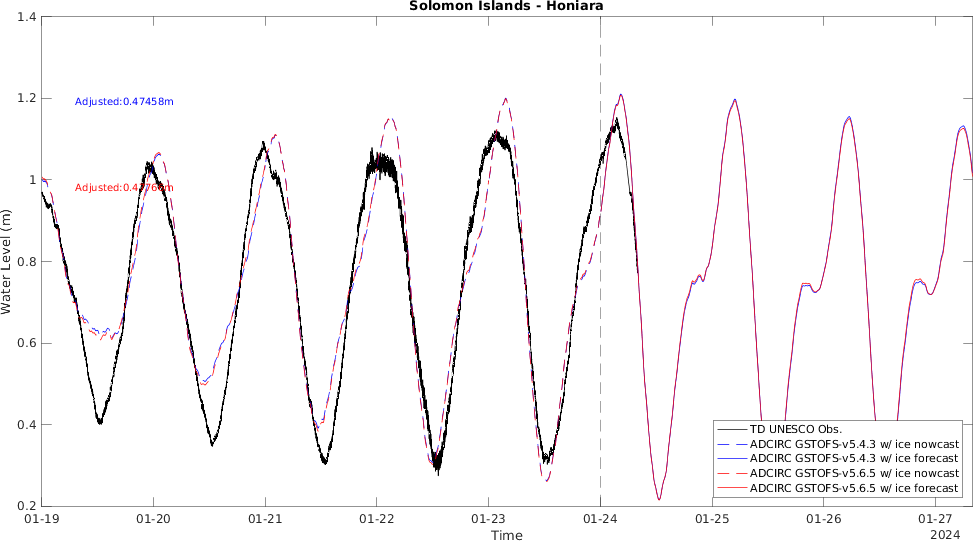 Solomon Islands - Honiara
1.4
1.2
1
0.8
0.6
0.4
0.2
Water Level (m)
Adjusted:0.47458m
01-19
01-20
01-21
01-22
01-23
01-24
01-25
01-26
01-27
Time
2024
TD UNESCO Obs.
ADCIRC GSTOFS-v5.4.3 w/ ice nowcast
ADCIRC GSTOFS-v5.4.3 w/ ice forecast
ADCIRC GSTOFS-v5.6.5 w/ ice nowcast
ADCIRC GSTOFS-v5.6.5 w/ ice forecast